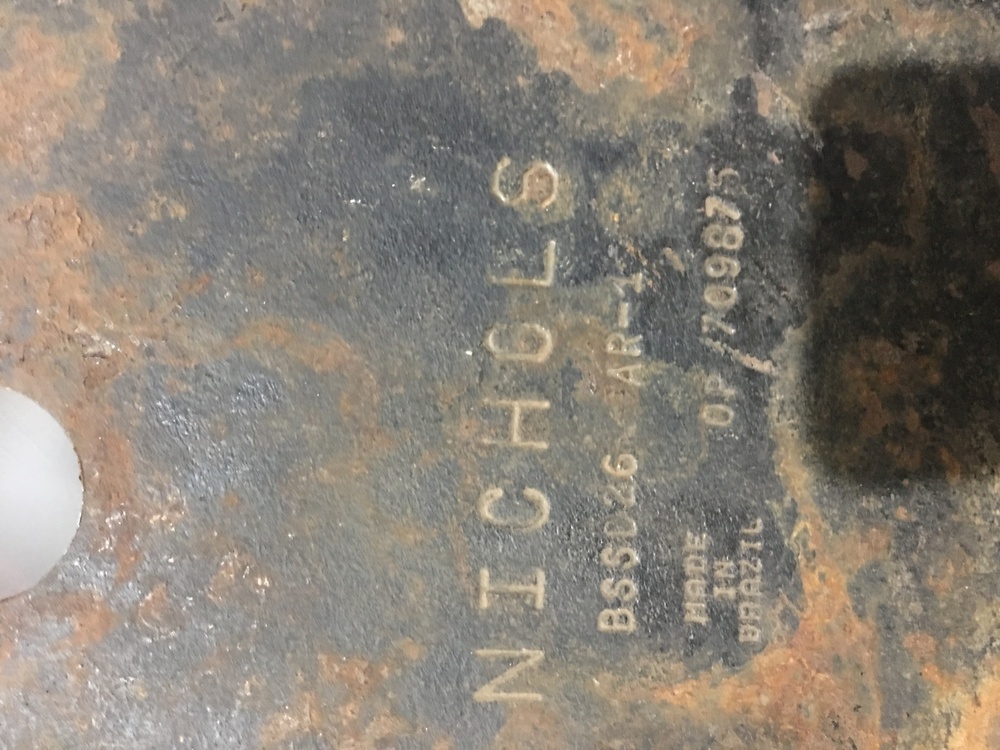 NICHOLS
BSSD26 AR-1
MADE IN BRAZIL
OP/709875